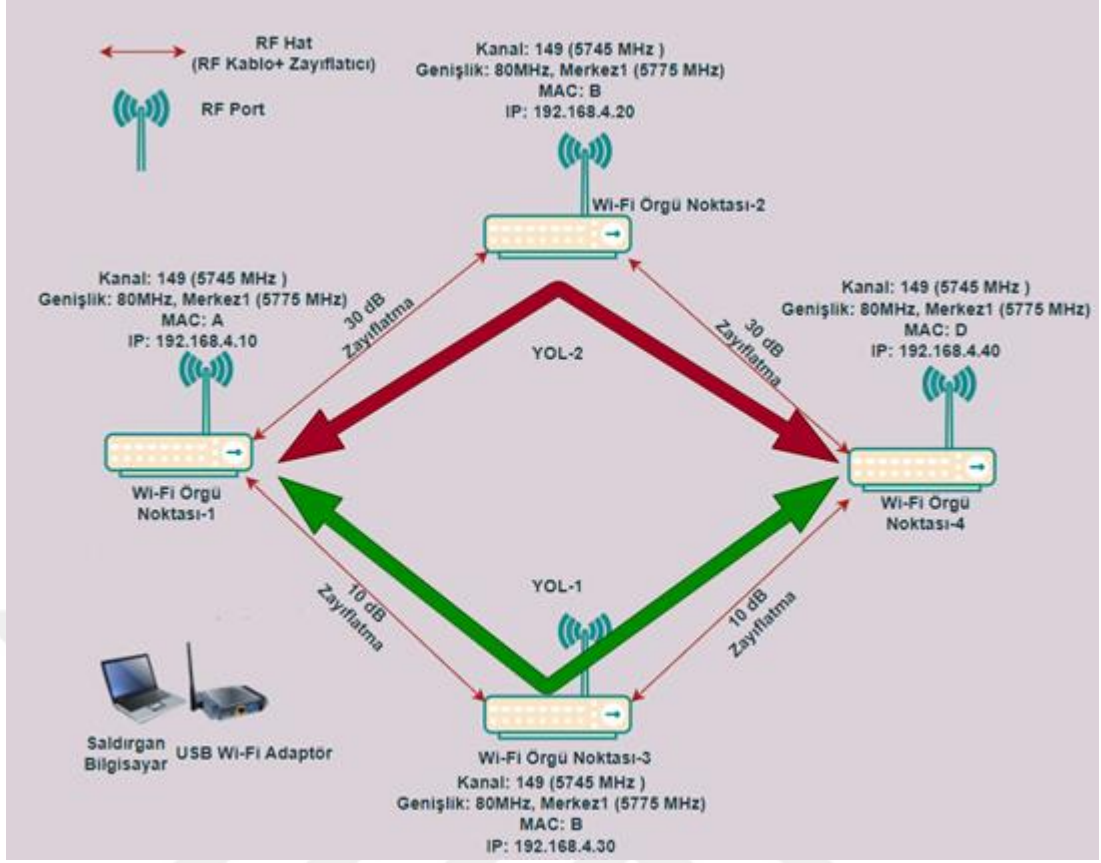 RF Hat
(RF Kablo+ Zayıflatıcı)
RF Port
Kanal: 149 (5745 MHz )
Genişlik: 80MHz, Merkez1 (5775 MHz)
MAC: B
IP: 192.168.4.20
Wi-Fi Örgü Noktası-2
Kanal: 149 (5745 MHz )
Genişlik: 80MHz, Merkez1 (5775 MHz)
MAC: A
IP: 192.168.4.10
Kanal: 149 (5745 MHz )
Genişlik: 80MHz, Merkez1 (5775 MHz)
MAC: D
IP: 192.168.4.40
30 dB
Zayıflatma
YOL-2
30 dB
Zayıflatma
Wi-Fi Örgü
Noktası-1
Wi-Fi Örgü
Noktası-4
10 dB
Zayıflatma
YOL-1
10 dB
Zayıflatma
Saldırgan
Bilgisayar
USB Wi-Fi Adaptör
Wi-Fi Örgü Noktası-3
Kanal: 149 (5745 MHz )
Genişlik: 80MHz, Merkez1 (5775 MHz)
MAC: B
IP: 192.168.4.30